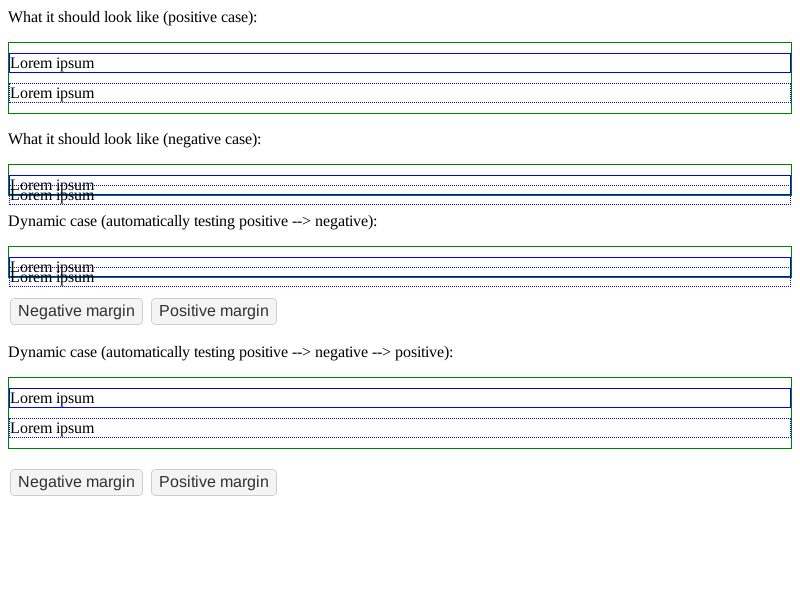 What it should look like (positive case):
Lorem ipsum
Lorem ipsum
What it should look like (negative case):
Lorem ipsum
Lorem ipsum
Dynamic case (automatically testing positive --> negative):
Lorem ipsum
Lorem ipsum
Negative margin Positive margin
Dynamic case (automatically testing positive --> negative --> positive):
Lorem ipsum
Lorem ipsum
Negative margin Positive margin